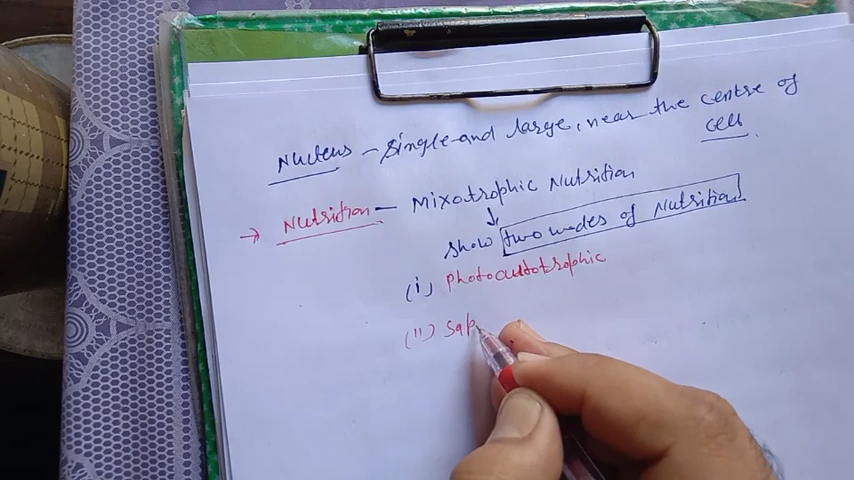 Nucleus - single and large, near the centre of
cell.
→ Nutrition - Mixotrophic Nutrition
↓
show two modes of Nutrition
(i) Photoautotrophic
(ii) Sap